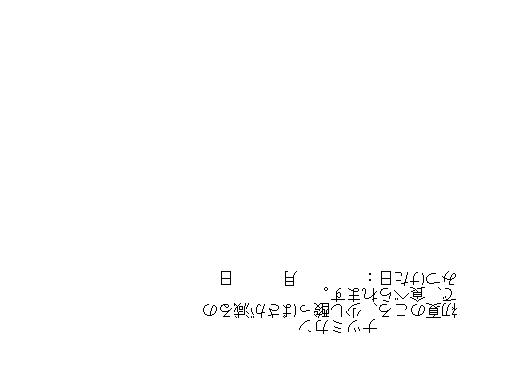 ナツミカン
初夏のころ、少し酸っぱさが減るの
で、食べられます。
みつけた日：　　　月　　　日